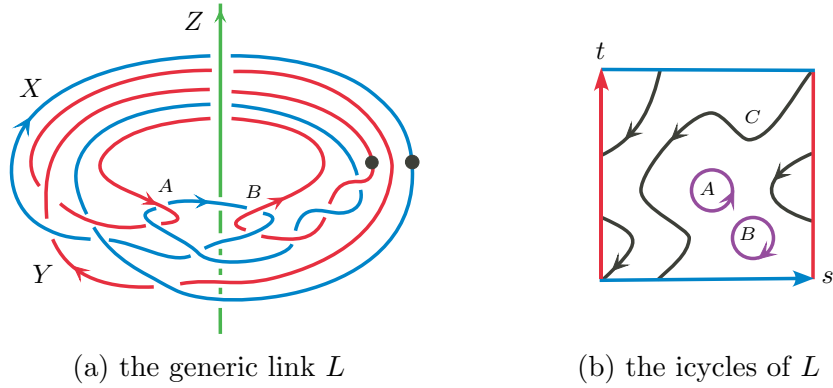 Z
X
A
B
Y
(a) the generic link L
t
C
A
B
s
(b) the icycles of L